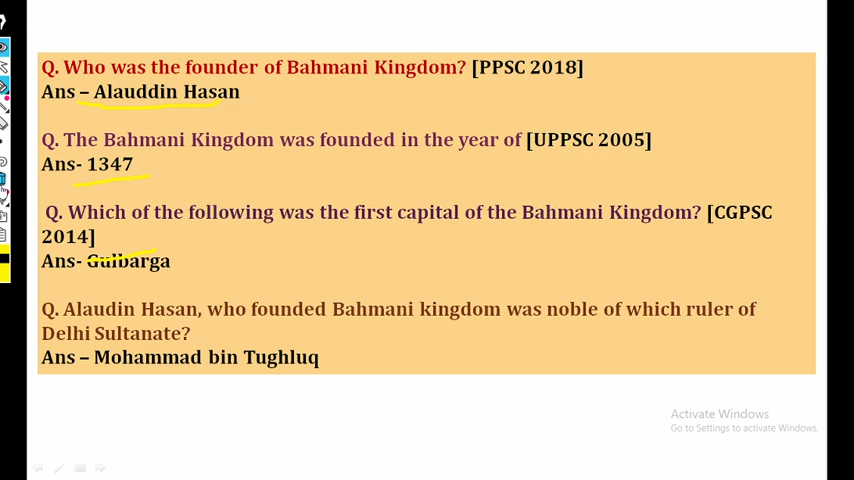 Q. Who was the founder of Bahmani Kingdom? [PPSC 2018]
Ans – Alauddin Hasan
Q. The Bahmani Kingdom was founded in the year of [UPPSC 2005]
Ans- 1347
Q. Which of the following was the first capital of the Bahmani Kingdom? [CGPSC
2014]
Ans- Gulbarga
Q. Alaudin Hasan, who founded Bahmani kingdom was noble of which ruler of
Delhi Sultanate?
Ans – Mohammad bin Tughluq
Activate Windows
Go to Settings to activate Windows.